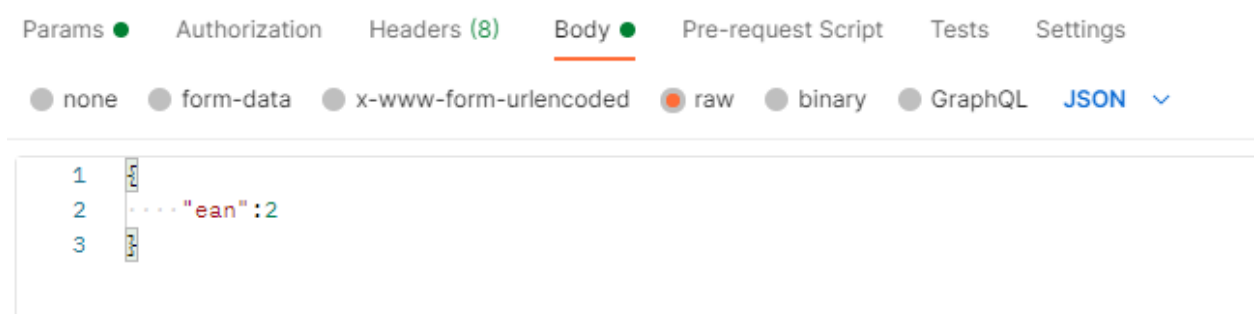 Params Authorization Headers (8) Body Pre-request Script Tests Settings
none form-data x-www-form-urlencoded raw binary GraphQL JSON
1 {
2 ····"ean":2
3 }